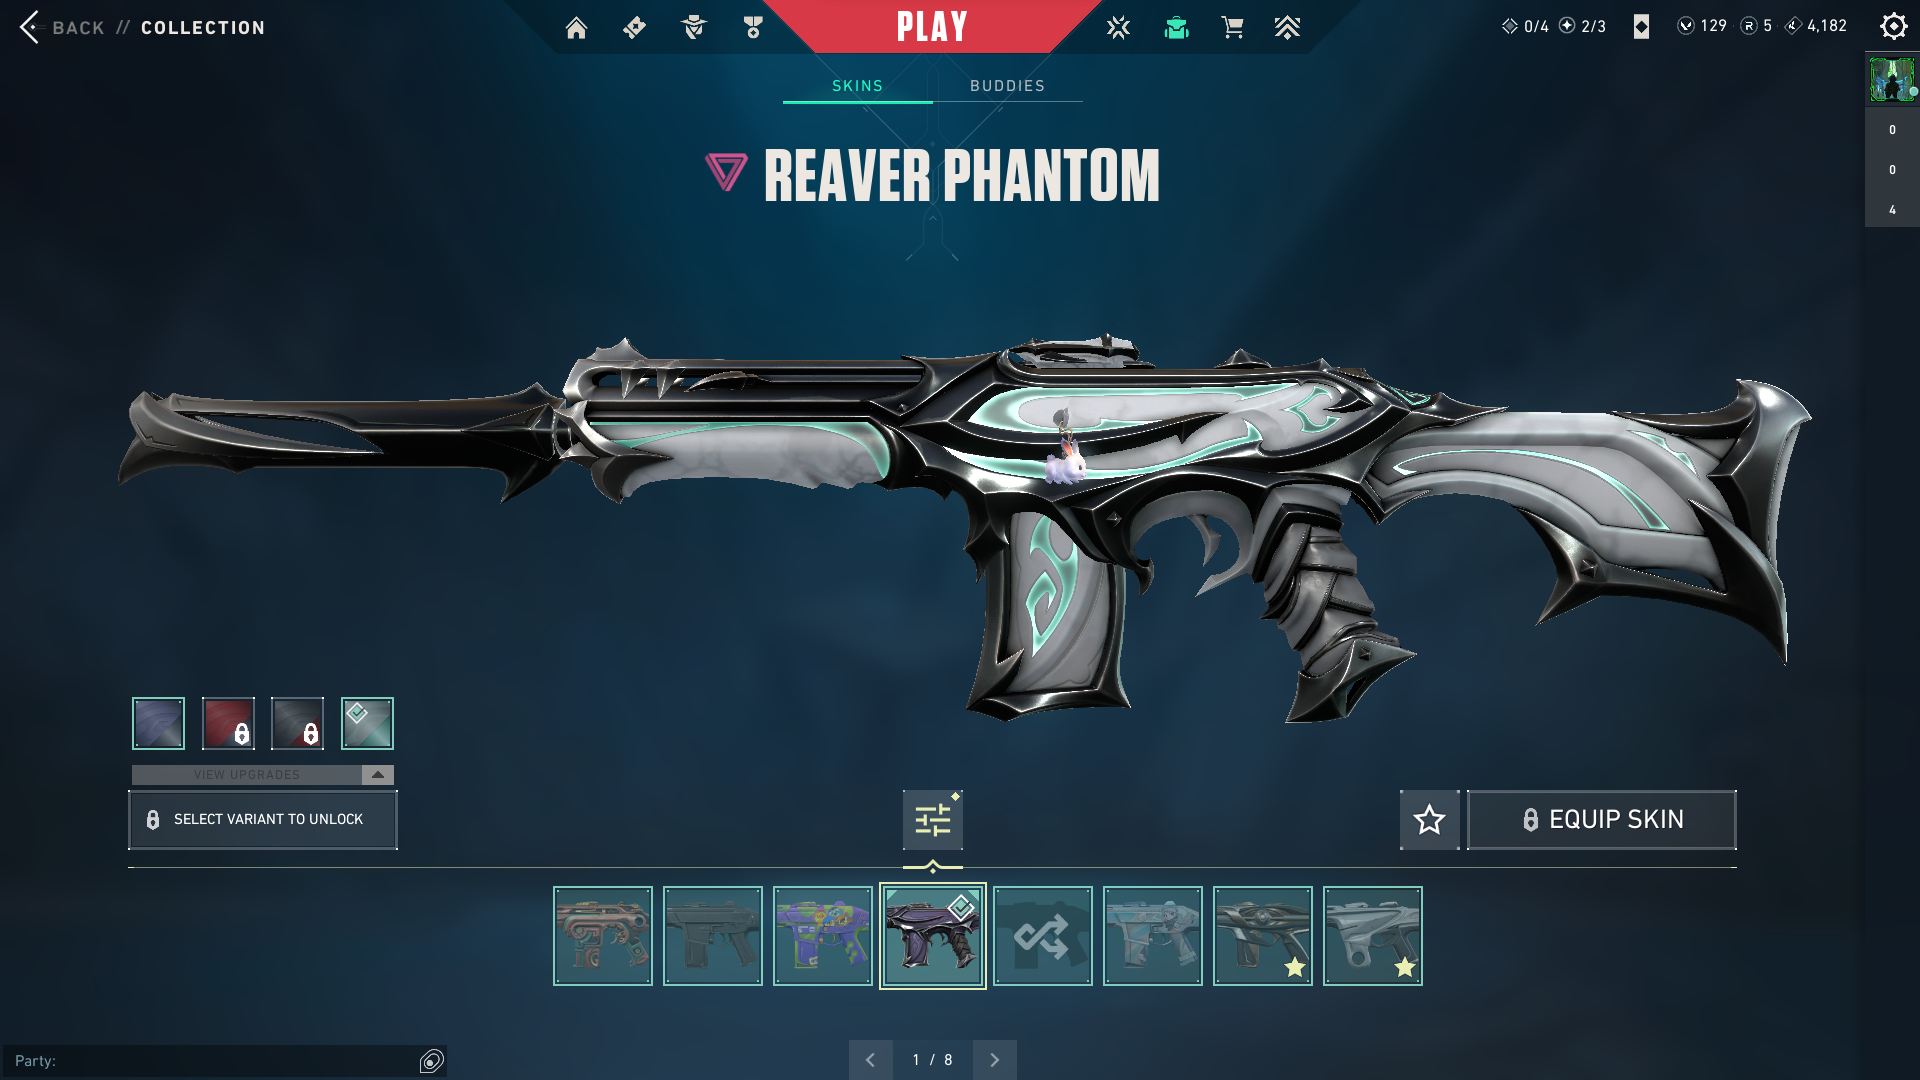 BACK // COLLECTION
PLAY
0/4 2/3 129 R 5 4,182
SKINS BUDDIES
REAVER PHANTOM
0
0
4
VIEW UPGRADES
SELECT VARIANT TO UNLOCK
EQUIP SKIN
Party:
1 / 8